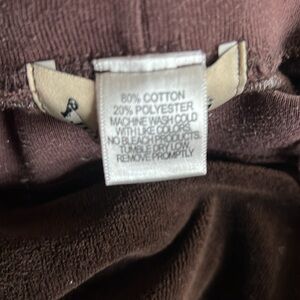 80% COTTON
20% POLYESTER
MACHINE WASH COLD
WITH LIKE COLORS.
NO BLEACH PRODUCTS.
TUMBLE DRY LOW,
REMOVE PROMPTLY